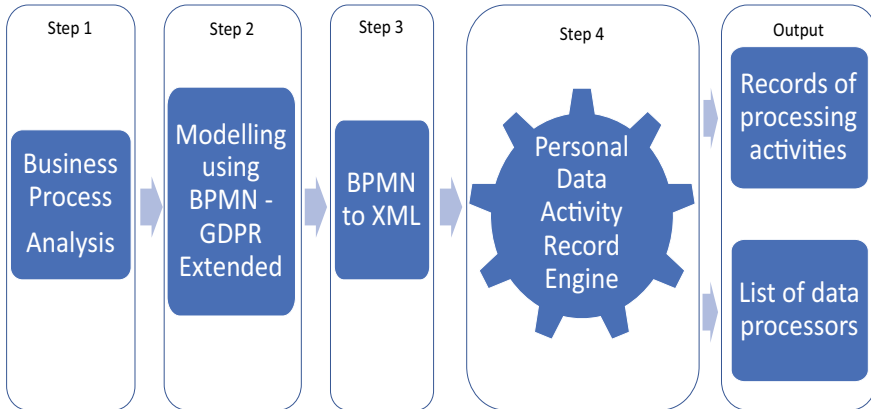 Step 1
Business
Process
Analysis
Step 2
Modelling
using
BPMN -
GDPR
Extended
Step 3
BPMN
to XML
Step 4
Personal
Data
Activity
Record
Engine
Output
Records of
processing
activities
List of data
processors